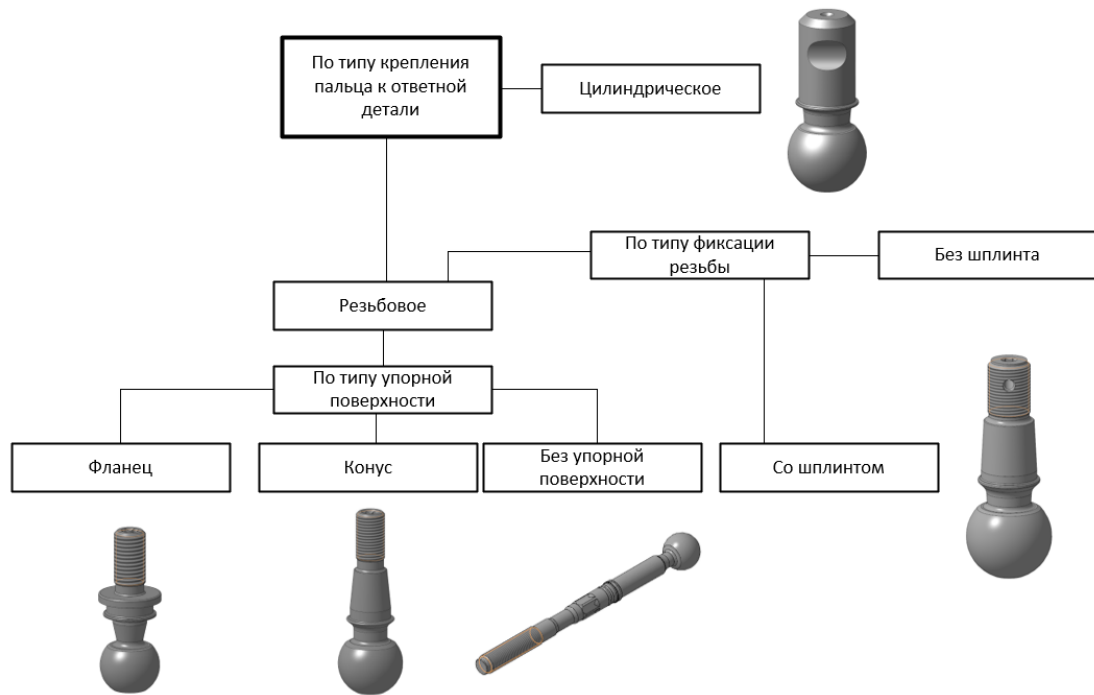 По типу крепления
пальца к ответной
детали
Цилиндрическое
По типу фиксации
резьбы
Без шплинта
Резьбовое
По типу упорной
поверхности
Фланец
Конус
Без упорной
поверхности
Со шплинтом